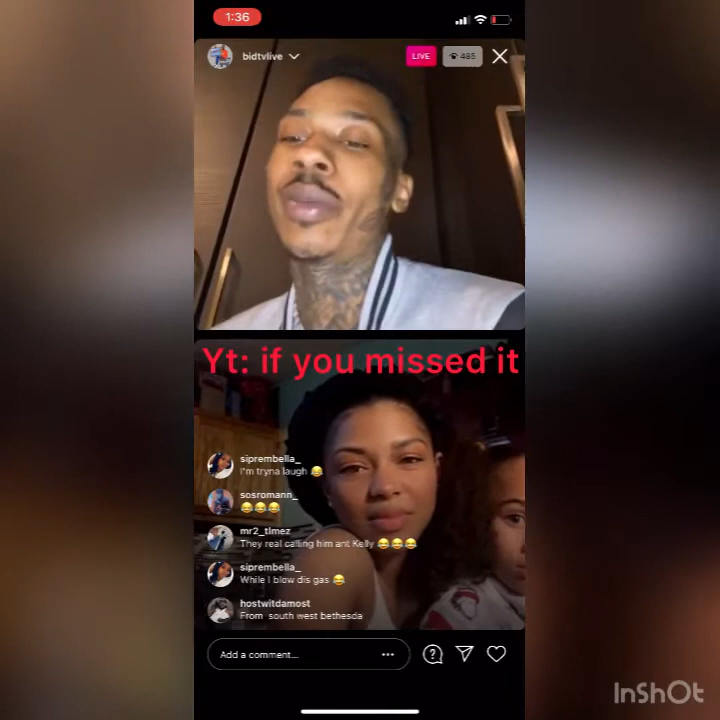 1:36
bidtvlive
LIVE
485
Yt: if you missed it
siprembella_
I'm tryna laugh 😂
sosromann_
😂😂😂
mr2_timez
They real calling him ant Kelly 😂😂😂
siprembella_
While I blow dis gas 😂
hostwitdamost
From south west bethesda
Add a comment...
InShOt